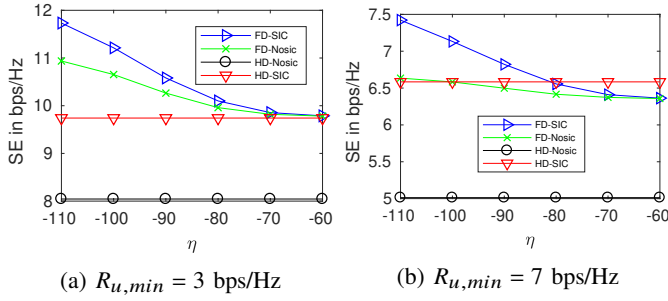 12
11
10
9
8
SE in bps/Hz
FD-SIC
FD-Nosic
HD-Nosic
HD-SIC
-110 -100 -90 -80 -70 -60
η
(a) R_{u,min} = 3 bps/Hz
7.5
7
6.5
6
5.5
5
SE in bps/Hz
FD-SIC
FD-Nosic
HD-Nosic
HD-SIC
-110 -100 -90 -80 -70 -60
η
(b) R_{u,min} = 7 bps/Hz